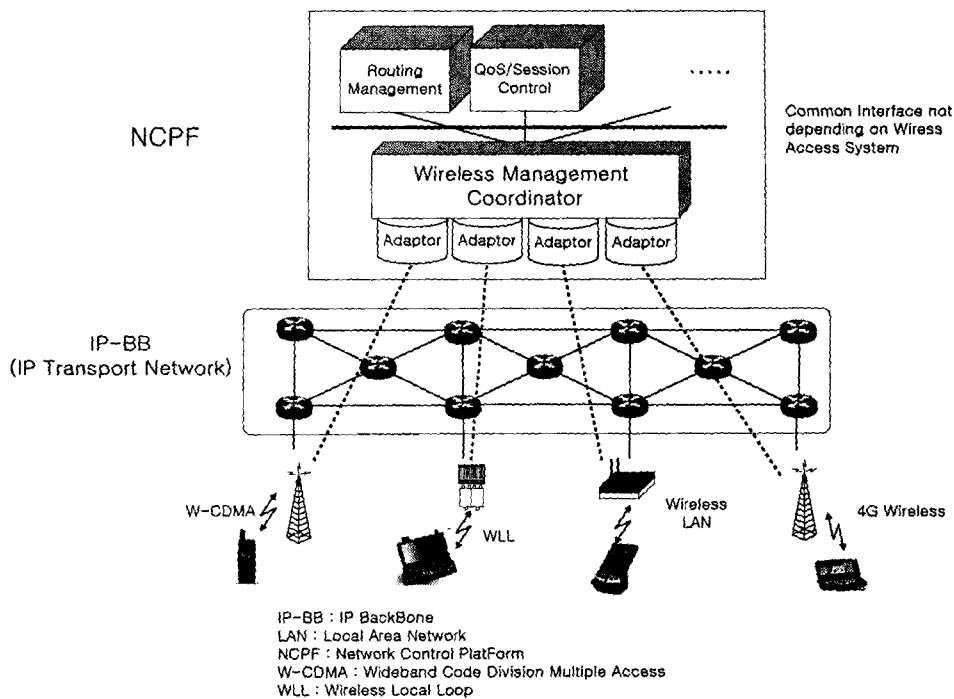 Routing
Management
QoS/Session
Control
.....
NCPF
Common Interface not
depending on Wiress
Access System
Wireless Management
Coordinator
Adaptor
Adaptor
Adaptor
Adaptor
IP-BB
(IP Transport Network)
W-CDMA
WLL
Wireless
LAN
4G Wireless
IP-BB : IP BackBone
LAN : Local Area Network
NCPF : Network Control PlatForm
W-CDMA : Wideband Code Division Multiple Access
WLL : Wireless Local Loop